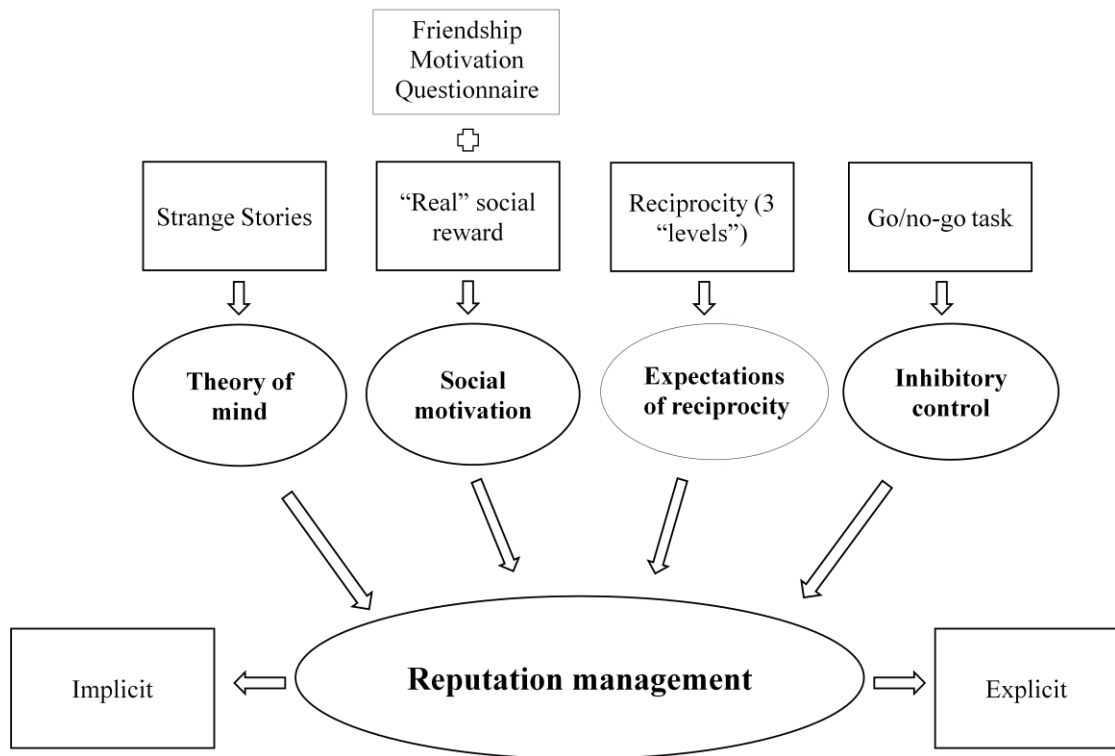 Friendship
Motivation
Questionnaire
Strange Stories
“Real” social
reward
Reciprocity (3
“levels”)
Go/no-go task
Theory of
mind
Social
motivation
Expectations
of reciprocity
Inhibitory
control
Implicit
Reputation management
Explicit